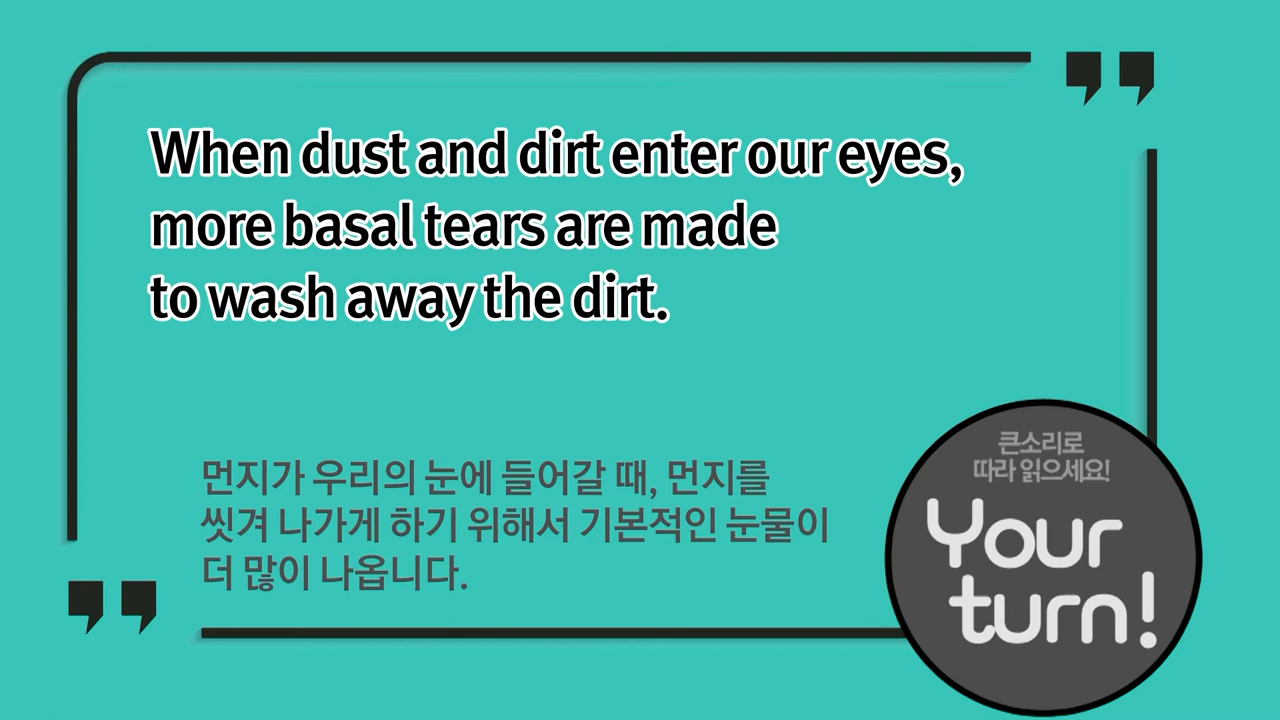 When dust and dirt enter our eyes,
more basal tears are made
to wash away the dirt.
먼지가 우리의 눈에 들어갈 때, 먼지를
씻겨 나가게 하기 위해서 기본적인 눈물이
더 많이 나옵니다.
큰소리로
따라 읽으세요!
Your
turn!